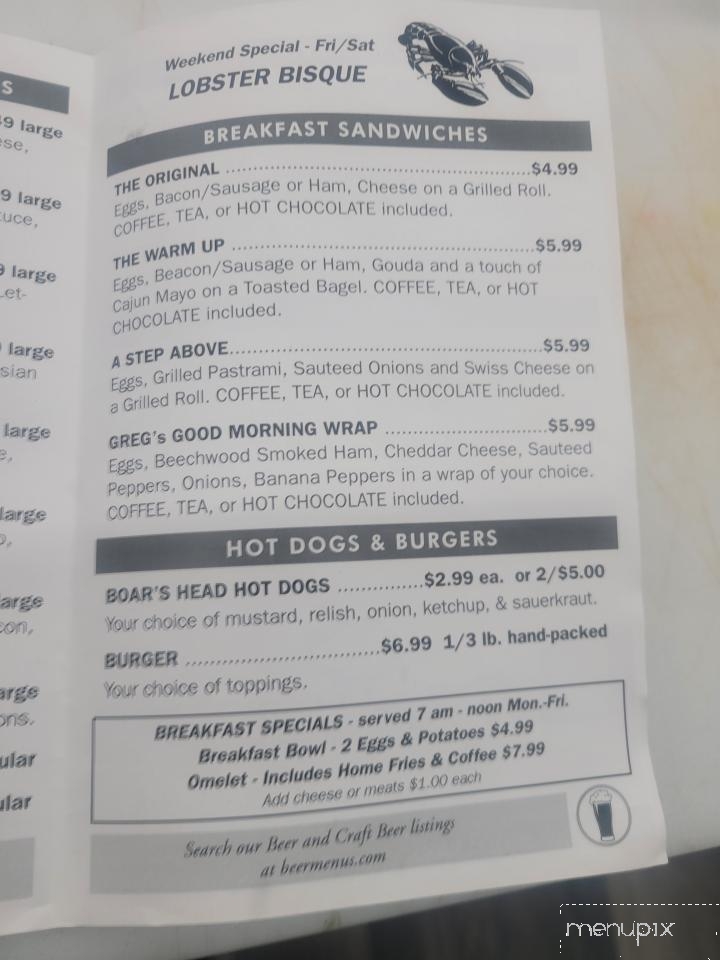 S
9 large
ese,
9 large
tuce,
9 large
Let-
large
sian
large
e,
large
o,
arge
con,
arge
ons.
ular
ular
Weekend Special - Fri/Sat
LOBSTER BISQUE
BREAKFAST SANDWICHES
THE ORIGINAL ........................................................$4.99
Eggs, Bacon/Sausage or Ham, Cheese on a Grilled Roll.
COFFEE, TEA, or HOT CHOCOLATE included.
THE WARM UP ......................................................$5.99
Eggs, Beacon/Sausage or Ham, Gouda and a touch of
Cajun Mayo on a Toasted Bagel. COFFEE, TEA, or HOT
CHOCOLATE included.
A STEP ABOVE.......................................................$5.99
Eggs, Grilled Pastrami, Sauteed Onions and Swiss Cheese on
a Grilled Roll. COFFEE, TEA, or HOT CHOCOLATE included.
GREG's GOOD MORNING WRAP ............................$5.99
Eggs, Beechwood Smoked Ham, Cheddar Cheese, Sauteed
Peppers, Onions, Banana Peppers in a wrap of your choice.
COFFEE, TEA, or HOT CHOCOLATE included.
HOT DOGS & BURGERS
BOAR'S HEAD HOT DOGS ...............$2.99 ea. or 2/$5.00
Your choice of mustard, relish, onion, ketchup, & sauerkraut.
BURGER ..................................$6.99 1/3 lb. hand-packed
Your choice of toppings.
BREAKFAST SPECIALS - served 7 am - noon Mon.-Fri.
Breakfast Bowl - 2 Eggs & Potatoes $4.99
Omelet - Includes Home Fries & Coffee $7.99
Add cheese or meats $1.00 each
Search our Beer and Craft Beer listings
at beermenus.com
menupix